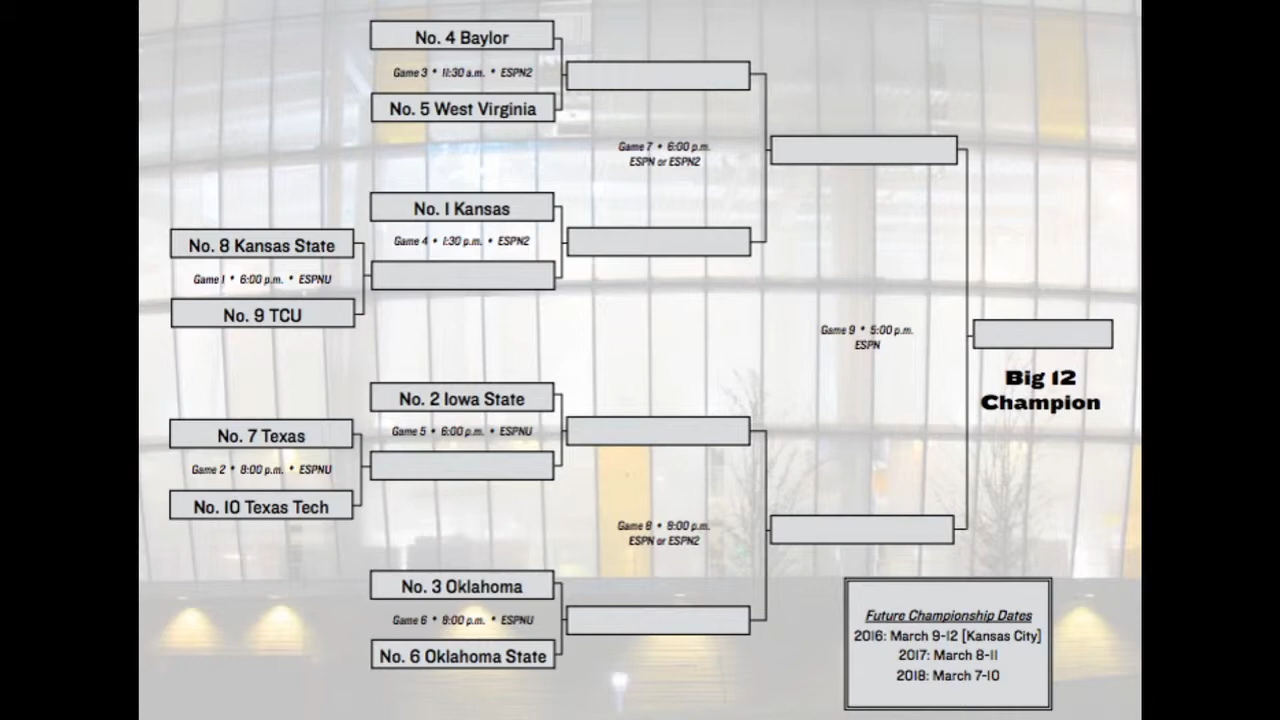 No. 4 Baylor
Game 3 • 11:30 a.m. • ESPN2
No. 5 West Virginia
Game 7 • 6:00 p.m.
ESPN or ESPN2
No. 1 Kansas
Game 4 • 1:30 p.m. • ESPN2
No. 8 Kansas State
Game 1 • 6:00 p.m. • ESPNU
No. 9 TCU
Game 9 • 5:00 p.m.
ESPN
Big 12
Champion
No. 2 Iowa State
Game 5 • 6:00 p.m. • ESPNU
No. 7 Texas
Game 2 • 8:00 p.m. • ESPNU
No. 10 Texas Tech
Game 8 • 8:00 p.m.
ESPN or ESPN2
No. 3 Oklahoma
Game 6 • 8:00 p.m. • ESPNU
No. 6 Oklahoma State
Future Championship Dates
2016: March 9-12 [Kansas City]
2017: March 8-11
2018: March 7-10